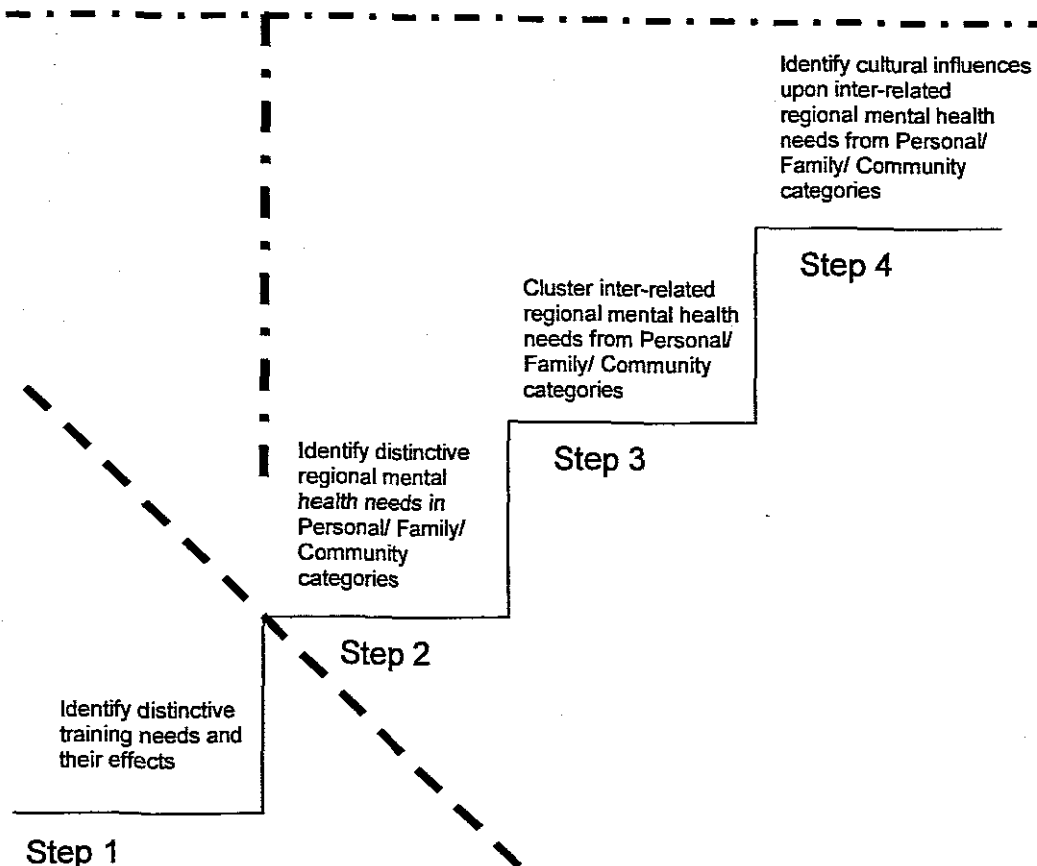 Identify cultural influences
upon inter-related
regional mental health
needs from Personal/
Family/ Community
categories
Step 4
Cluster inter-related
regional mental health
needs from Personal/
Family/ Community
categories
Step 3
Identify distinctive
regional mental
health needs in
Personal/ Family/
Community
categories
Step 2
Identify distinctive
training needs and
their effects
Step 1